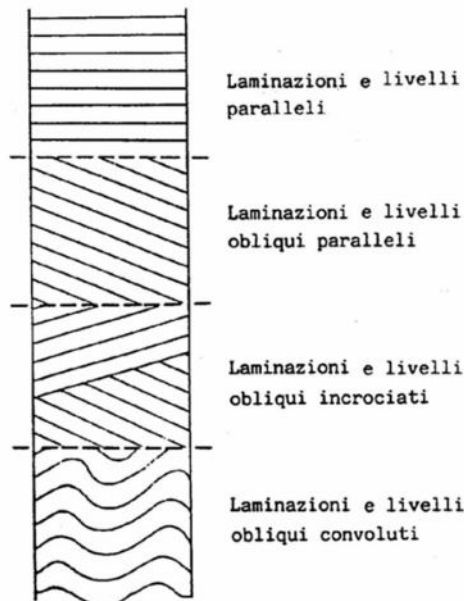 Laminazioni e livelli
paralleli
Laminazioni e livelli
obliqui paralleli
Laminazioni e livelli
obliqui incrociati
Laminazioni e livelli
obliqui convoluti